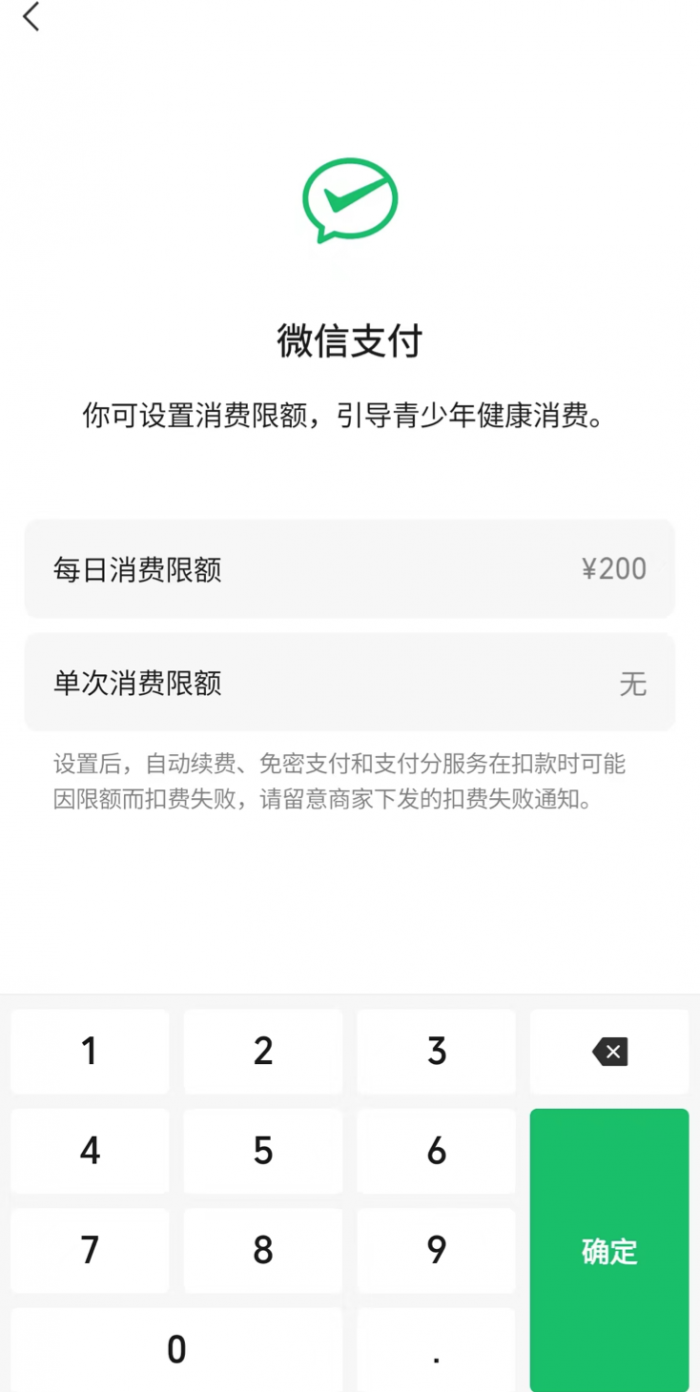 微信支付
你可设置消费限额，引导青少年健康消费。
每日消费限额 ¥200
单次消费限额 无
设置后，自动续费、免密支付和支付分服务在扣款时可能
因限额而扣费失败，请留意商家下发的扣费失败通知。
1 2 3
4 5 6
7 8 9
确定
0 .